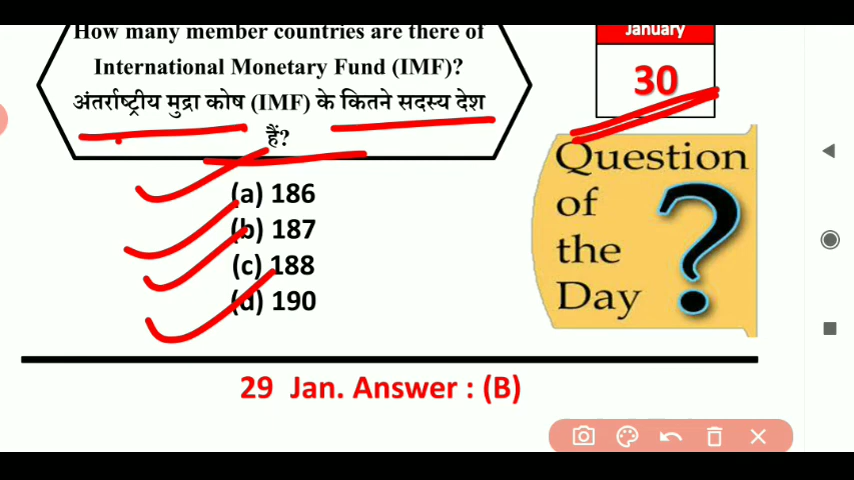 How many member countries are there of
International Monetary Fund (IMF)?
अंतर्राष्ट्रीय मुद्रा कोष (IMF) के कितने सदस्य देश
हैं?
(a) 186
(b) 187
(c) 188
(d) 190
January
30
Question
of
the
Day
29 Jan. Answer : (B)